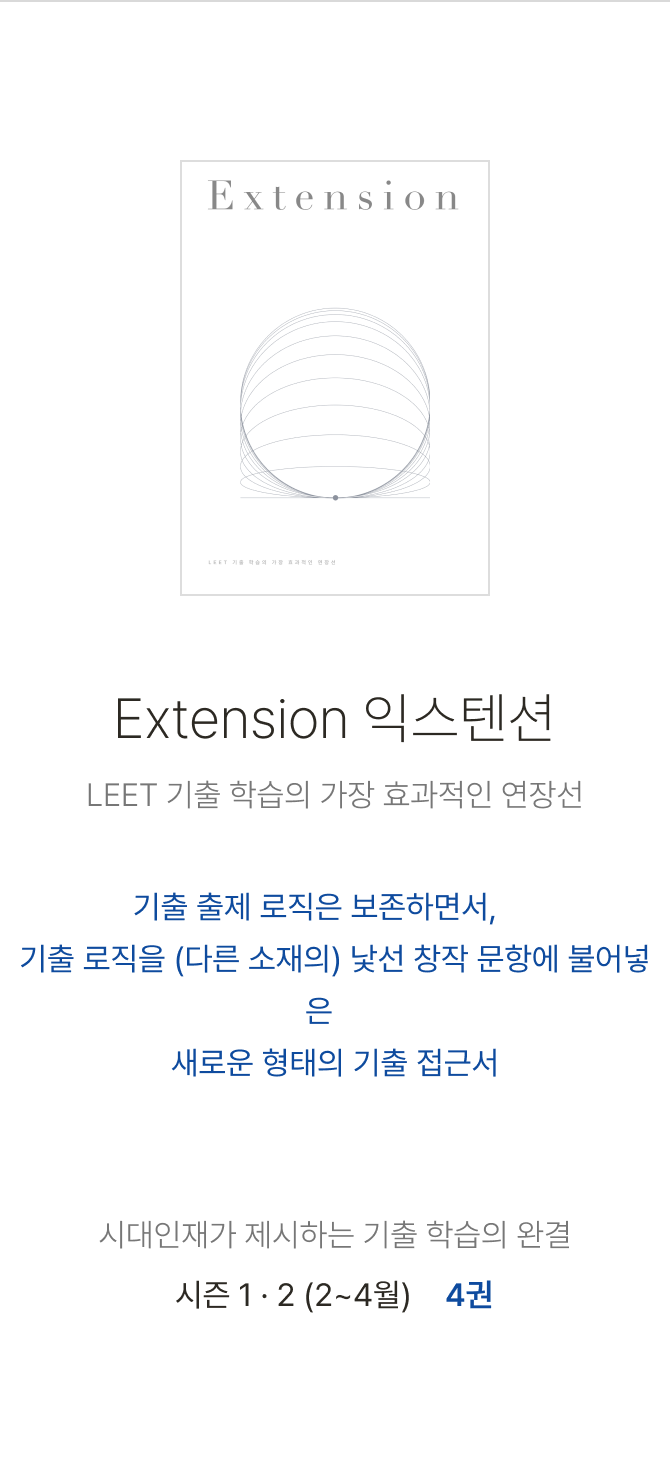 Extension
LEET 기출 학습의 가장 효과적인 연장선
Extension 익스텐션
LEET 기출 학습의 가장 효과적인 연장선
기출 출제 로직은 보존하면서,
기출 로직을 (다른 소재의) 낯선 창작 문항에 불어넣
은
새로운 형태의 기출 접근서
시대인재가 제시하는 기출 학습의 완결
시즌 1 · 2 (2~4월) 4권